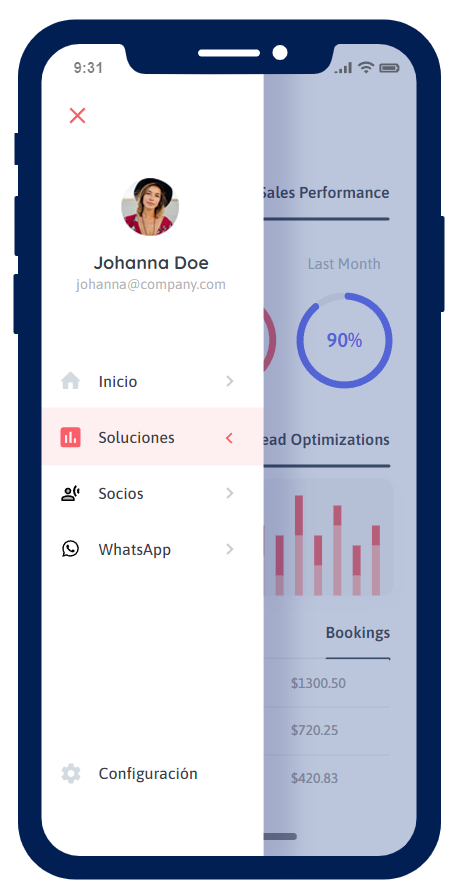 9:31
Sales Performance
Johanna Doe
johanna@company.com
Last Month
90%
Inicio
Soluciones
ead Optimizations
Socios
WhatsApp
Bookings
$1300.50
$720.25
$420.83
Configuración